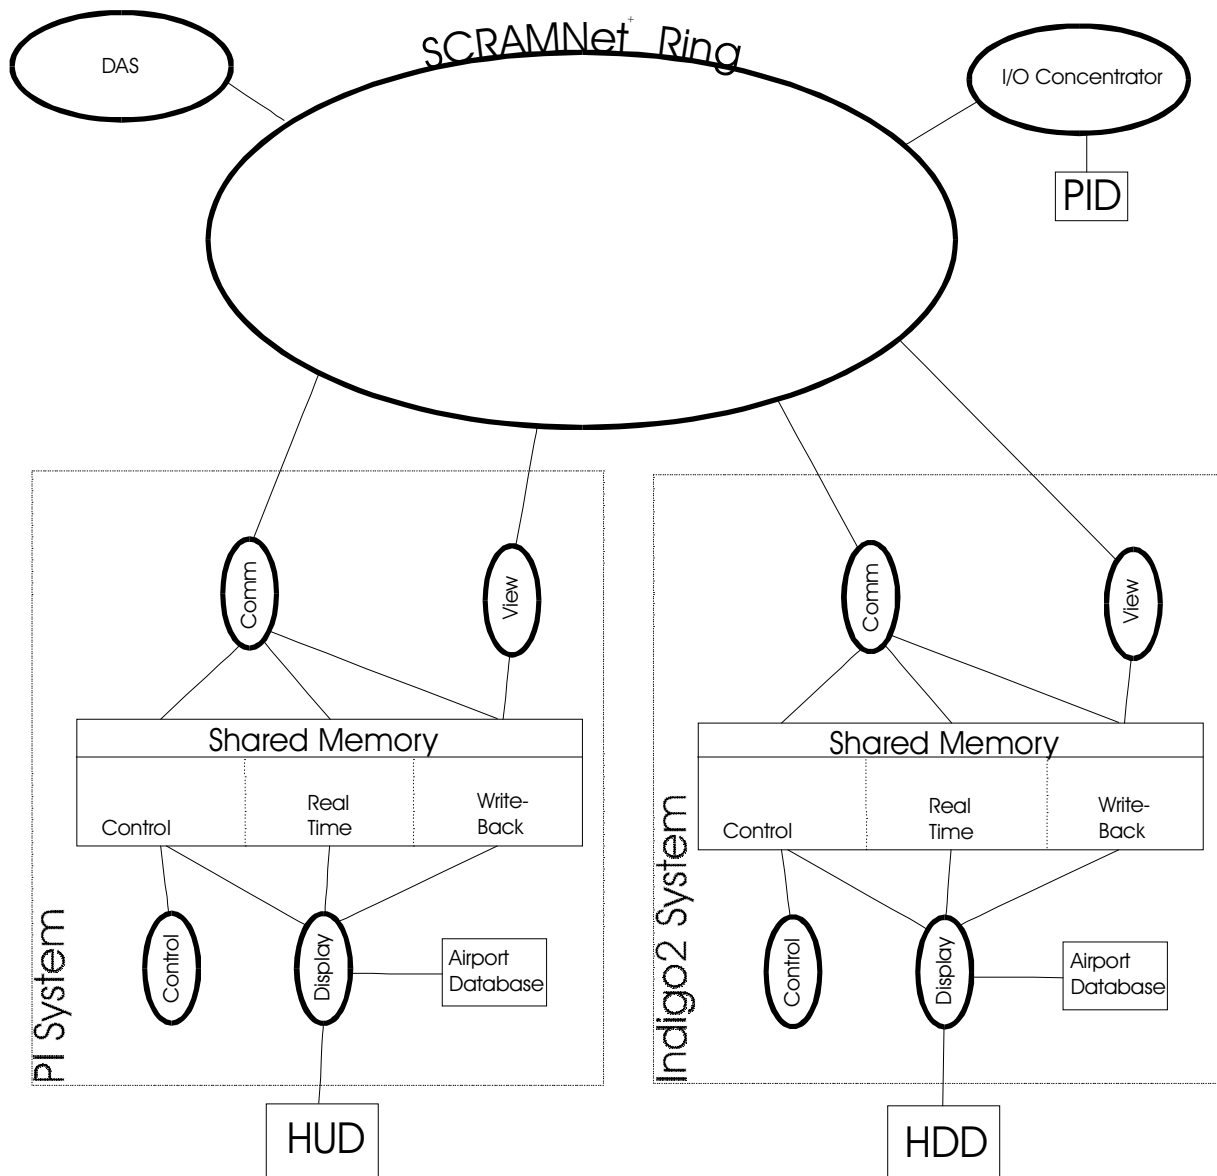 SCRAMNet+ Ring
DAS
I/O Concentrator
PID
PI System
Comm
View
Shared Memory
Control
Real
Time
Write-
Back
Control
Display
Airport
Database
HUD
Indigo2 System
Comm
View
Shared Memory
Control
Real
Time
Write-
Back
Control
Display
Airport
Database
HDD